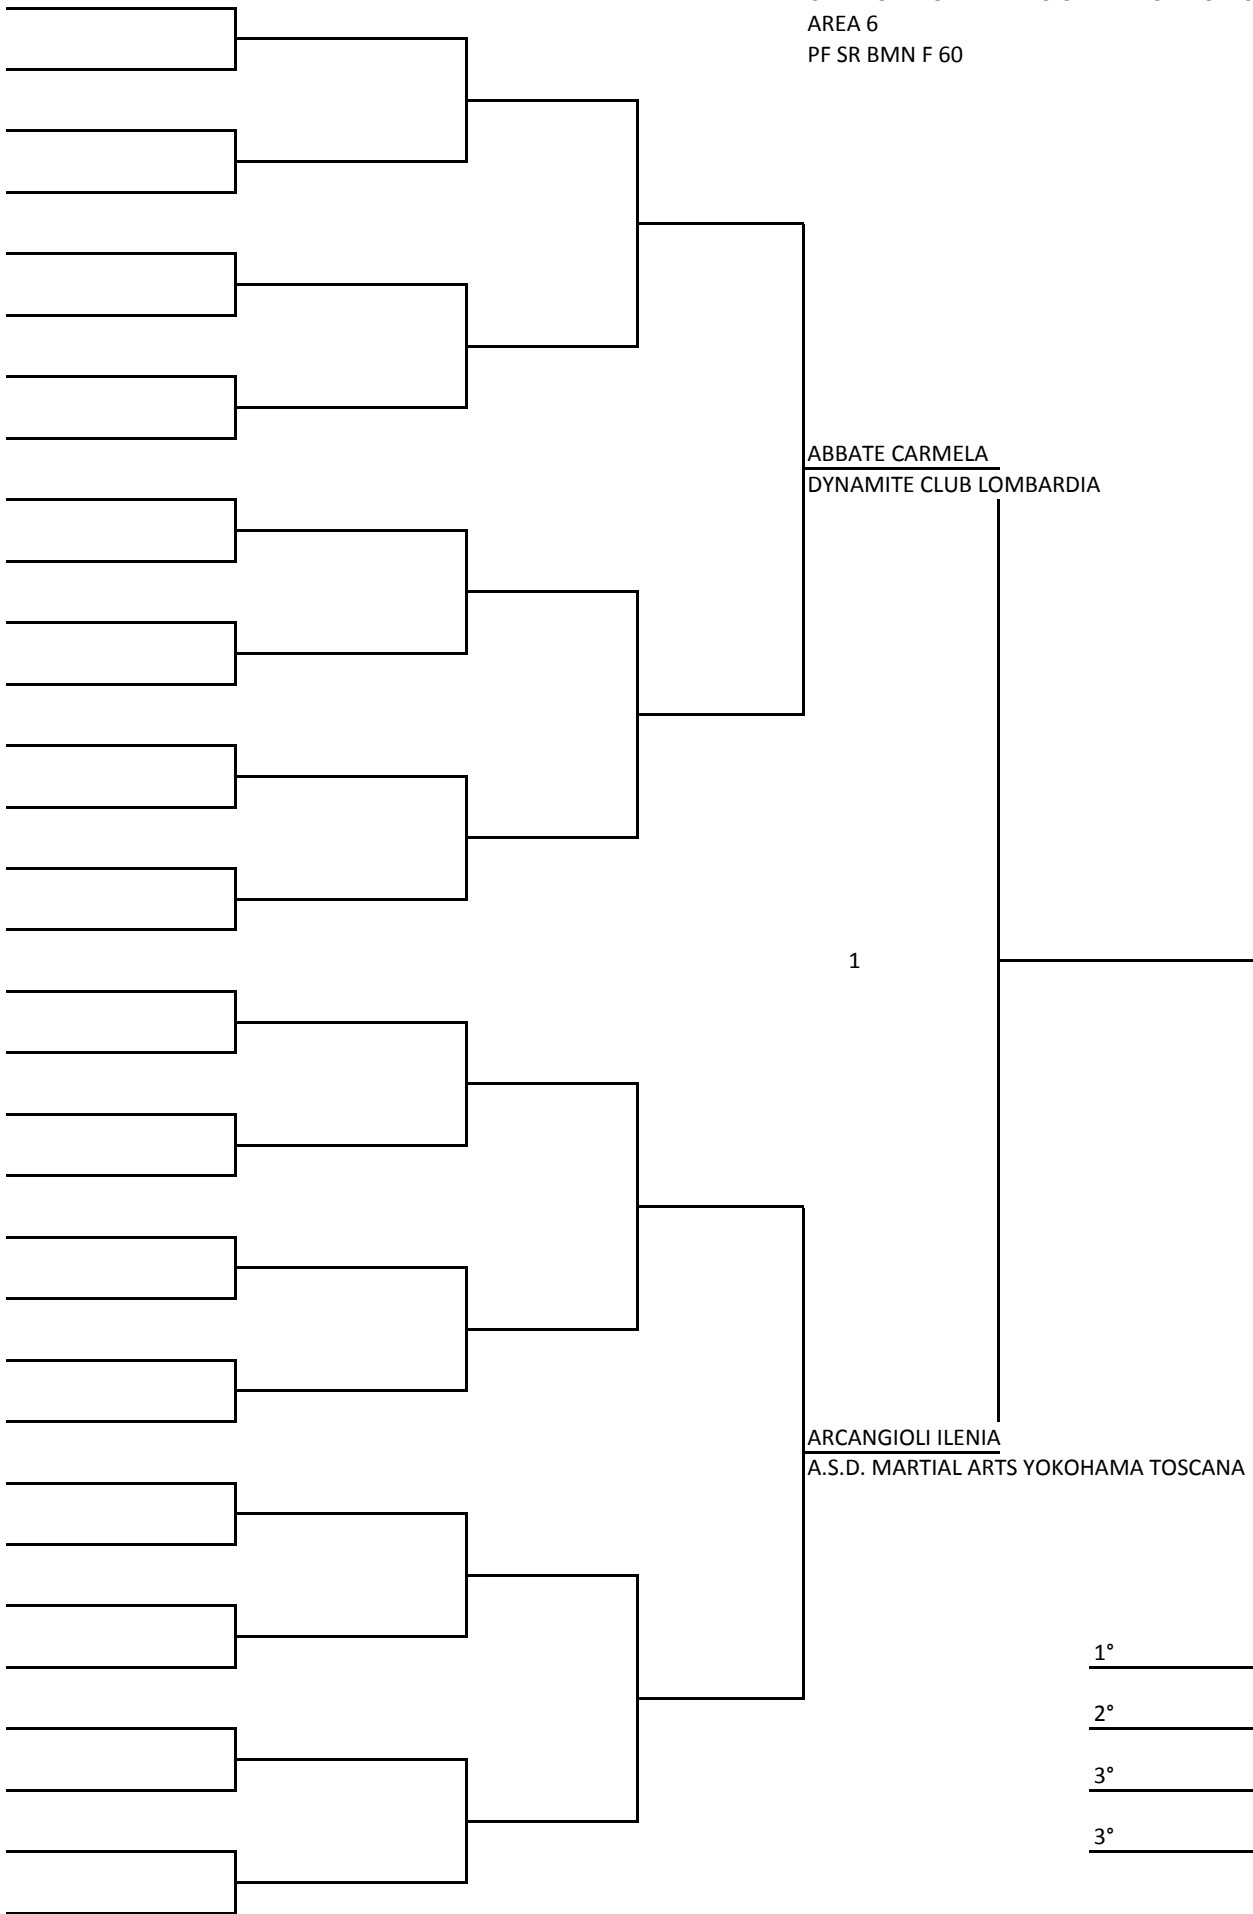 AREA 6
PF SR BMN F 60
ABBATE CARMELA
DYNAMITE CLUB LOMBARDIA
1
ARCANGIOLI ILENIA
A.S.D. MARTIAL ARTS YOKOHAMA TOSCANA
1°
2°
3°
3°